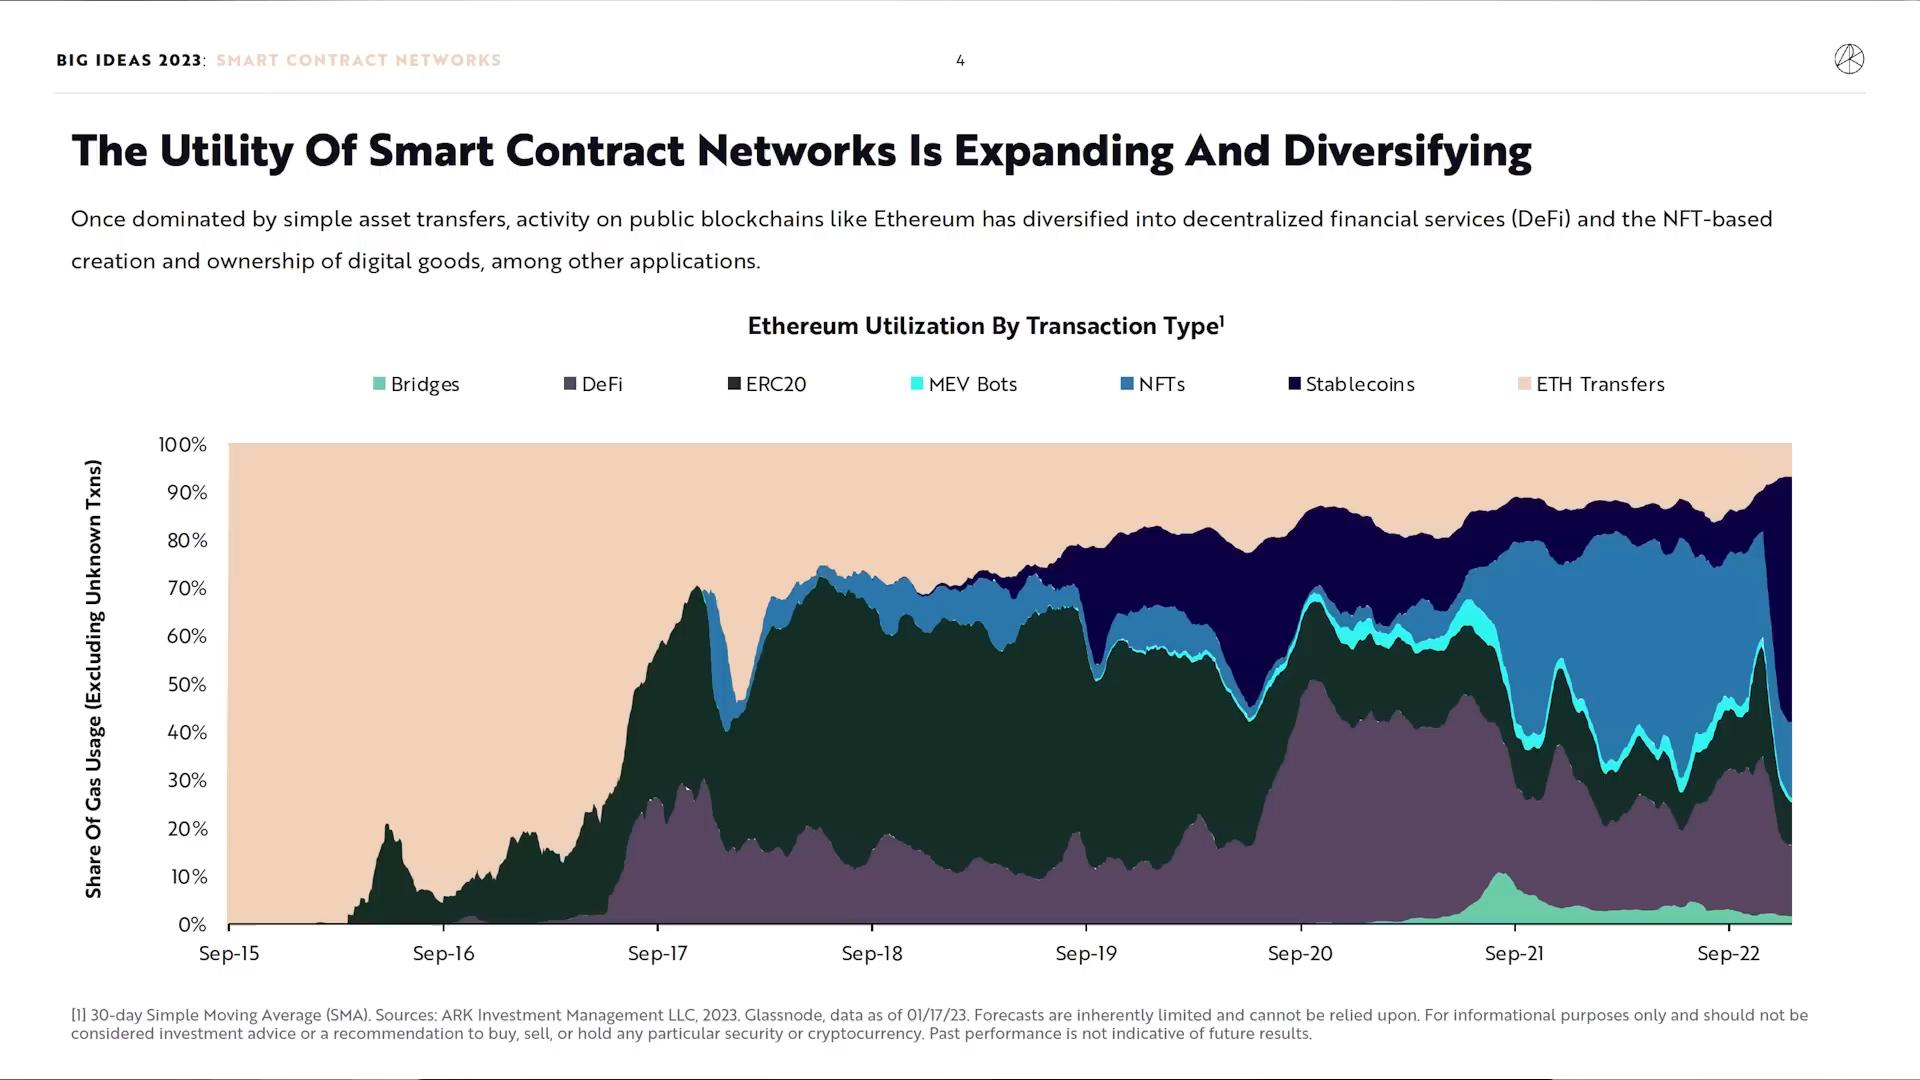 BIG IDEAS 2023: SMART CONTRACT NETWORKS
4
The Utility Of Smart Contract Networks Is Expanding And Diversifying
Once dominated by simple asset transfers, activity on public blockchains like Ethereum has diversified into decentralized financial services (DeFi) and the NFT-based
creation and ownership of digital goods, among other applications.
Ethereum Utilization By Transaction Type¹
Bridges DeFi ERC20 MEV Bots NFTs Stablecoins ETH Transfers
Share Of Gas Usage (Excluding Unknown Txns)
100%
90%
80%
70%
60%
50%
40%
30%
20%
10%
0%
Sep-15 Sep-16 Sep-17 Sep-18 Sep-19 Sep-20 Sep-21 Sep-22
[1] 30-day Simple Moving Average (SMA). Sources: ARK Investment Management LLC, 2023. Glassnode, data as of 01/17/23. Forecasts are inherently limited and cannot be relied upon. For informational purposes only and should not be
considered investment advice or a recommendation to buy, sell, or hold any particular security or cryptocurrency. Past performance is not indicative of future results.